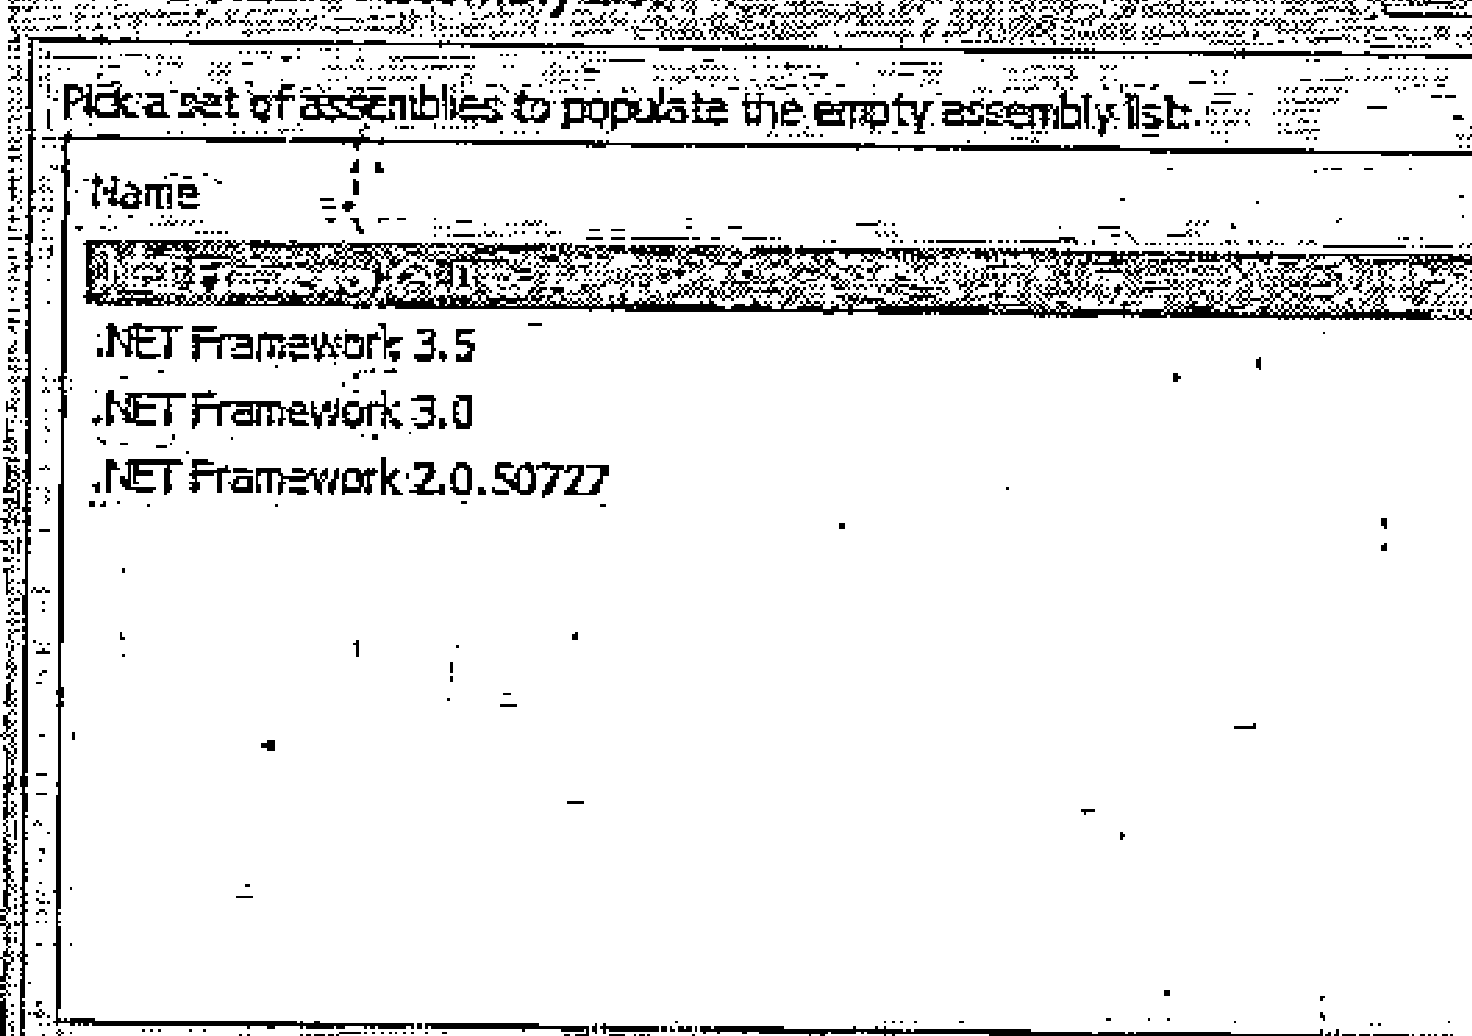 Pick a set of assemblies to populate the empty assembly list:
Name
.NET Framework 3.5
.NET Framework 3.0
.NET Framework 2.0.50727